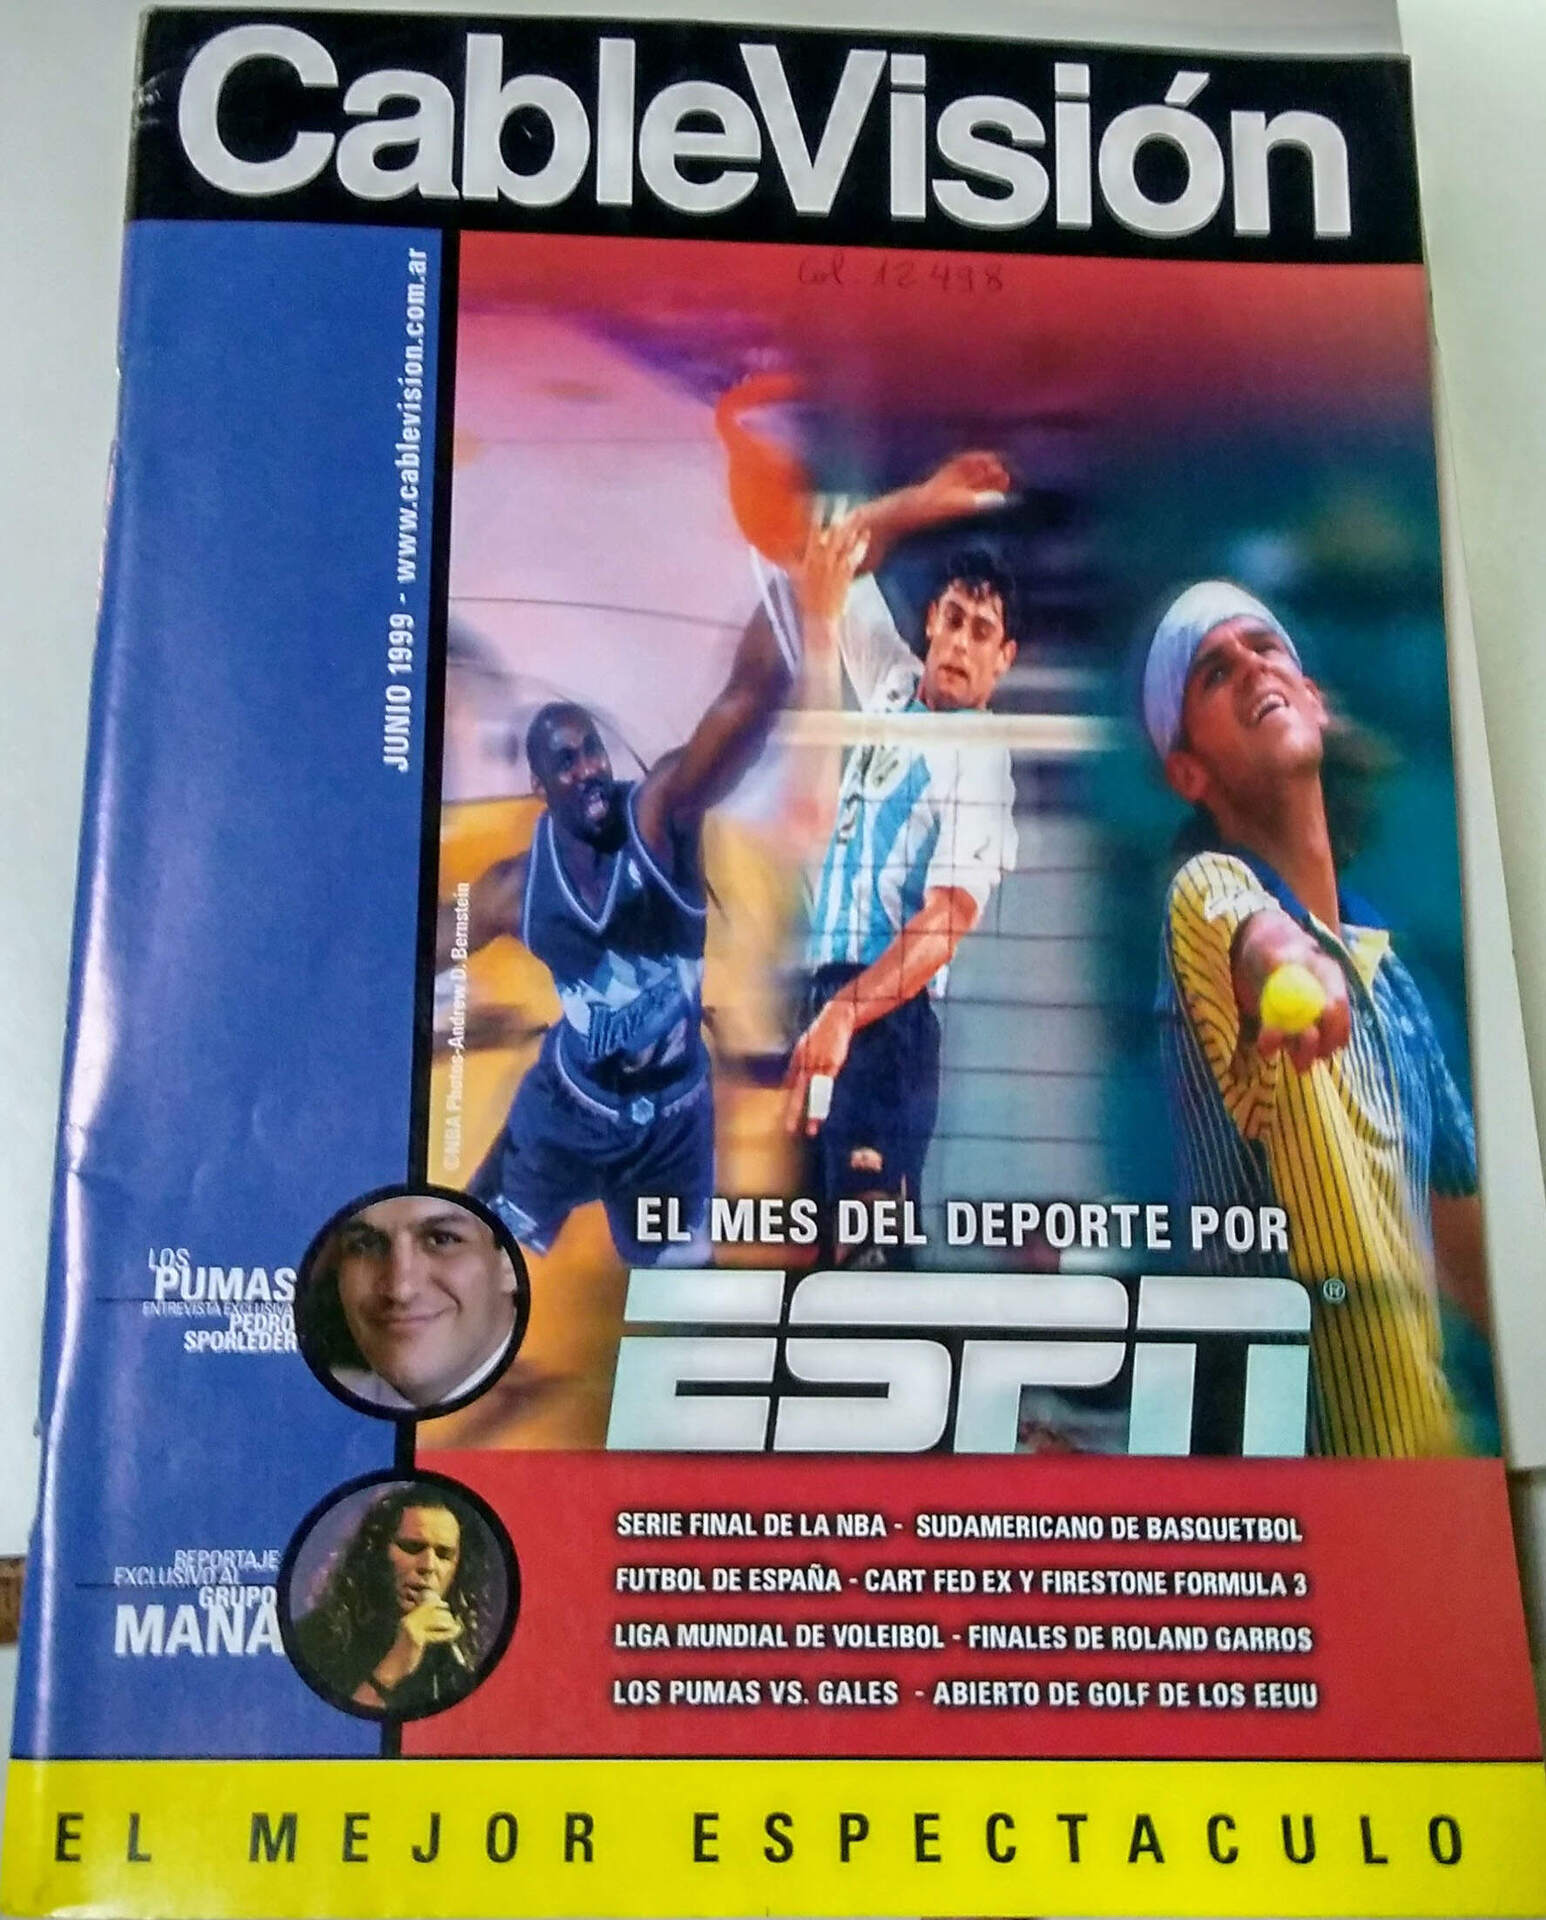 CableVisión
Col 12498
JUNIO 1999 - www.cablevision.com.ar
©NBA Photos-Andrew D. Bernstein
EL MES DEL DEPORTE POR
ESPN®
LOS
PUMAS
ENTREVISTA EXCLUSIVA
PEDRO
SPORLEDER
REPORTAJE
EXCLUSIVO AL
GRUPO
MANA
SERIE FINAL DE LA NBA - SUDAMERICANO DE BASQUETBOL
FUTBOL DE ESPAÑA - CART FED EX Y FIRESTONE FORMULA 3
LIGA MUNDIAL DE VOLEIBOL - FINALES DE ROLAND GARROS
LOS PUMAS VS. GALES - ABIERTO DE GOLF DE LOS EEUU
EL MEJOR ESPECTACULO